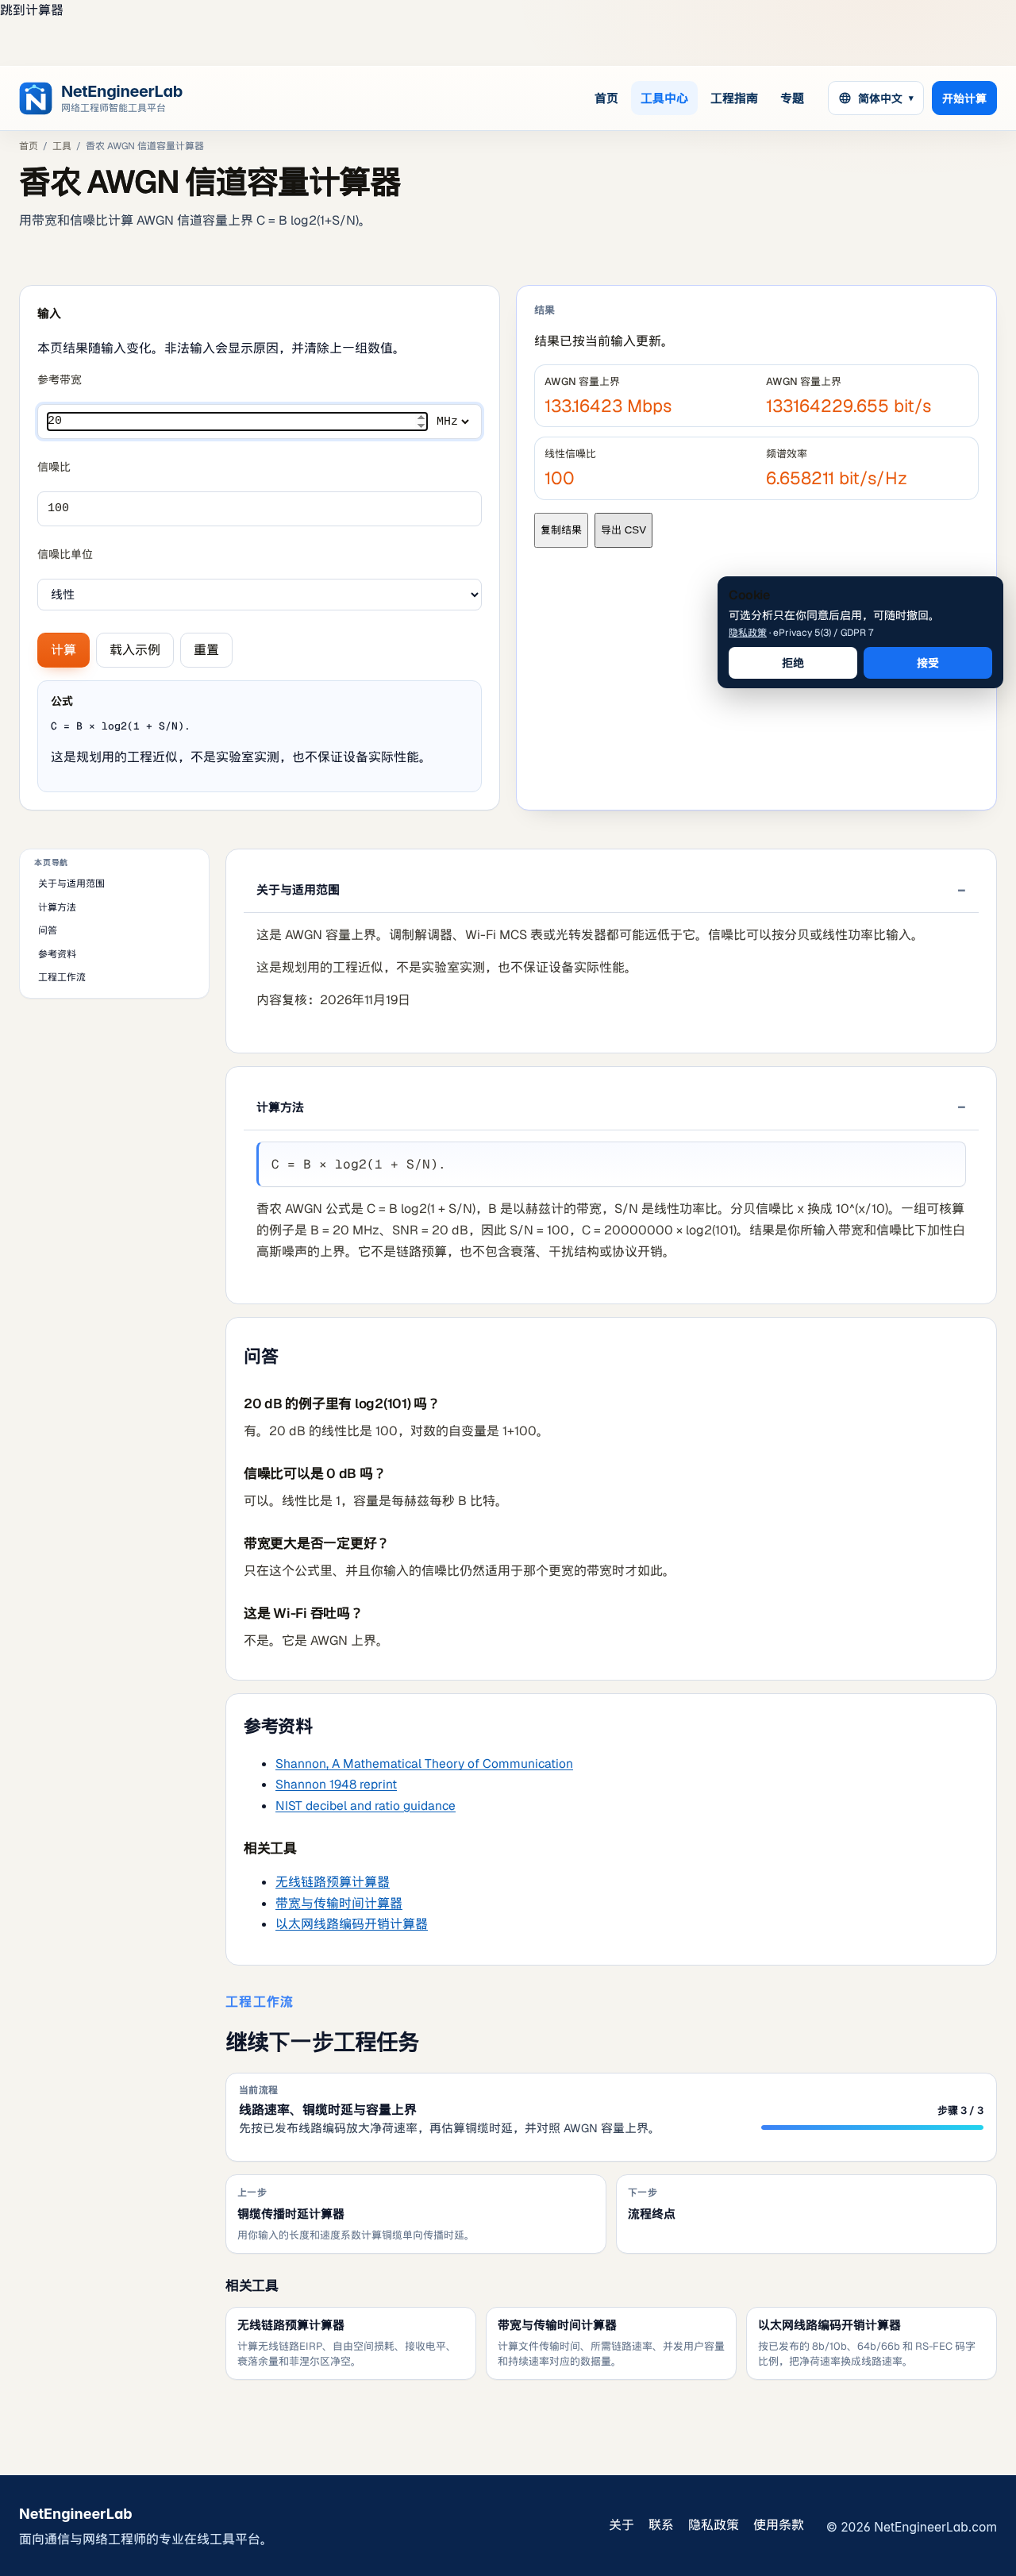 跳到计算器
NetEngineerLab
网络工程师智能工具平台
首页
工具中心
工程指南
专题
简体中文 ▾
开始计算
首页 / 工具 / 香农 AWGN 信道容量计算器
香农 AWGN 信道容量计算器
用带宽和信噪比计算 AWGN 信道容量上界 C = B log2(1+S/N)。
输入
本页结果随输入变化。非法输入会显示原因，并清除上一组数值。
参考带宽
20
MHz
信噪比
100
信噪比单位
线性
计算
载入示例
重置
公式
C = B × log2(1 + S/N).
这是规划用的工程近似，不是实验室实测，也不保证设备实际性能。
结果
结果已按当前输入更新。
AWGN 容量上界
133.16423 Mbps
AWGN 容量上界
133164229.655 bit/s
线性信噪比
100
频谱效率
6.658211 bit/s/Hz
复制结果
导出 CSV
Cookie
可选分析只在你同意后启用，可随时撤回。
隐私政策 · ePrivacy 5(3) / GDPR 7
拒绝
接受
本页导航
关于与适用范围
计算方法
问答
参考资料
工程工作流
关于与适用范围
−
这是 AWGN 容量上界。调制解调器、Wi-Fi MCS 表或光转发器都可能远低于它。信噪比可以按分贝或线性功率比输入。
这是规划用的工程近似，不是实验室实测，也不保证设备实际性能。
内容复核：2026年11月19日
计算方法
−
C = B × log2(1 + S/N).
香农 AWGN 公式是 C = B log2(1 + S/N)，B 是以赫兹计的带宽，S/N 是线性功率比。分贝信噪比 x 换成 10^(x/10)。一组可核算
的例子是 B = 20 MHz、SNR = 20 dB，因此 S/N = 100，C = 20000000 × log2(101)。结果是你所输入带宽和信噪比下加性白
高斯噪声的上界。它不是链路预算，也不包含衰落、干扰结构或协议开销。
问答
20 dB 的例子里有 log2(101) 吗？
有。20 dB 的线性比是 100，对数的自变量是 1+100。
信噪比可以是 0 dB 吗？
可以。线性比是 1，容量是每赫兹每秒 B 比特。
带宽更大是否一定更好？
只在这个公式里、并且你输入的信噪比仍然适用于那个更宽的带宽时才如此。
这是 Wi-Fi 吞吐吗？
不是。它是 AWGN 上界。
参考资料
Shannon, A Mathematical Theory of Communication
Shannon 1948 reprint
NIST decibel and ratio guidance
相关工具
无线链路预算计算器
带宽与传输时间计算器
以太网线路编码开销计算器
工程工作流
继续下一步工程任务
当前流程
线路速率、铜缆时延与容量上界
先按已发布线路编码放大净荷速率，再估算铜缆时延，并对照 AWGN 容量上界。
步骤 3 / 3
上一步
铜缆传播时延计算器
用你输入的长度和速度系数计算铜缆单向传播时延。
下一步
流程终点
相关工具
无线链路预算计算器
计算无线链路EIRP、自由空间损耗、接收电平、
衰落余量和菲涅尔区净空。
带宽与传输时间计算器
计算文件传输时间、所需链路速率、并发用户容量
和持续速率对应的数据量。
以太网线路编码开销计算器
按已发布的 8b/10b、64b/66b 和 RS-FEC 码字
比例，把净荷速率换成线路速率。
NetEngineerLab
面向通信与网络工程师的专业在线工具平台。
关于
联系
隐私政策
使用条款
© 2026 NetEngineerLab.com